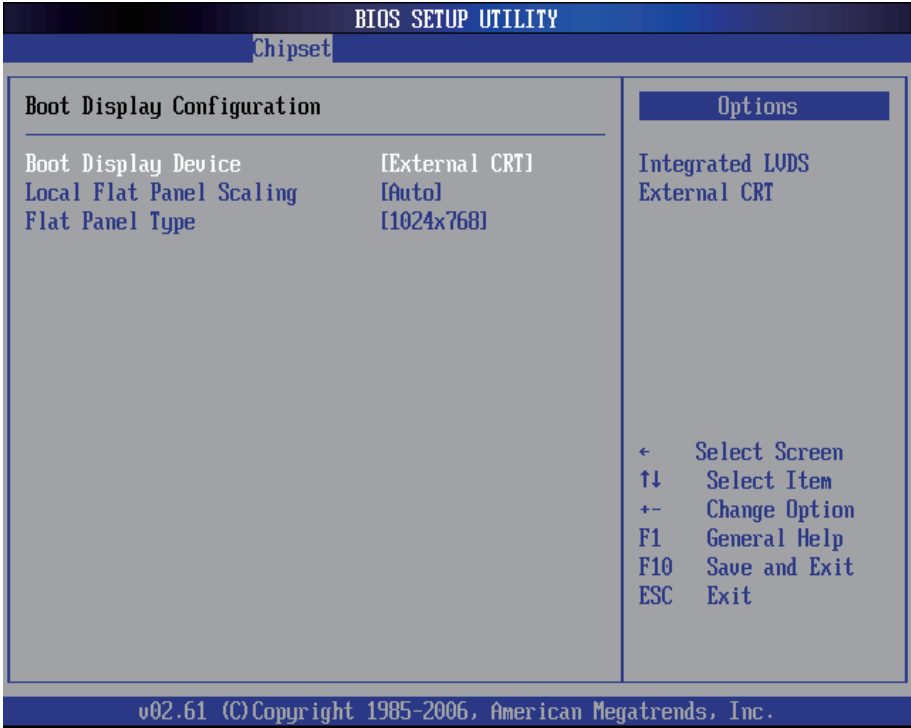 BIOS SETUP UTILITY
Chipset
Boot Display Configuration
Boot Display Device [External CRT]
Local Flat Panel Scaling [Auto]
Flat Panel Type [1024x768]
Options
Integrated LVDS
External CRT
← Select Screen
↑↓ Select Item
+- Change Option
F1 General Help
F10 Save and Exit
ESC Exit
v02.61 (C)Copyright 1985-2006, American Megatrends, Inc.